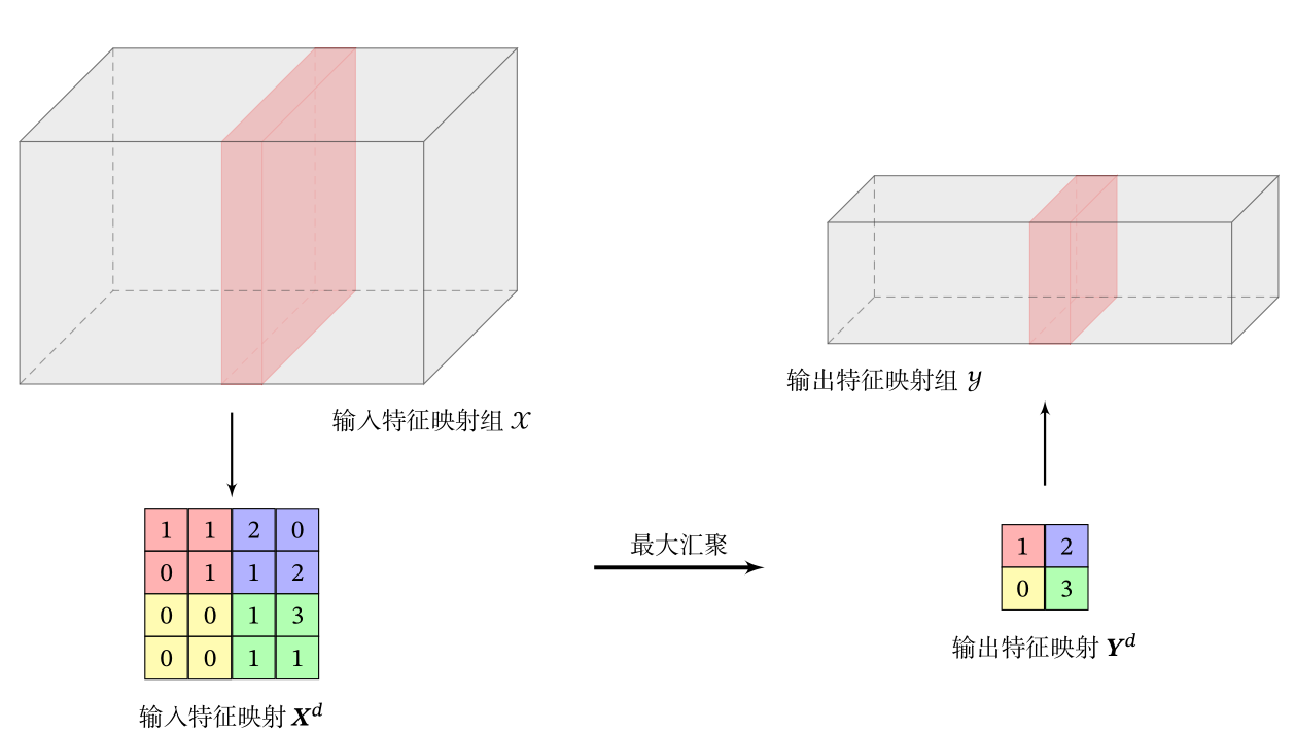 输出特征映射组 𝒴
输入特征映射组 𝒳
1 1 2 0
0 1 1 2
0 0 1 3
0 0 1 1
最大汇聚
1 2
0 3
输出特征映射 Yᵈ
输入特征映射 Xᵈ